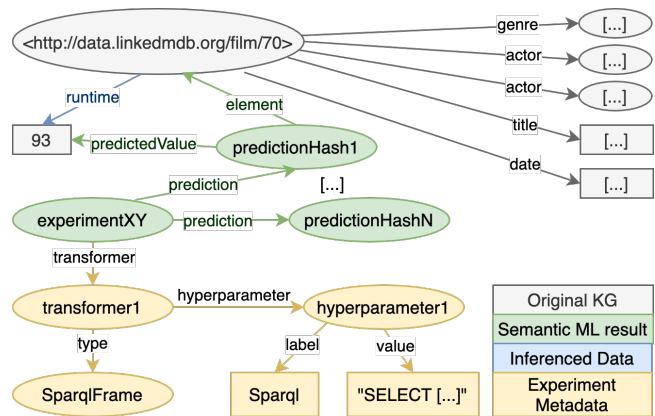 <http://data.linkedmdb.org/film/70>
genre
[...]
actor
[...]
actor
[...]
title
[...]
date
[...]
runtime
element
93
predictedValue
predictionHash1
prediction
[...]
experimentXY
prediction
predictionHashN
transformer
transformer1
hyperparameter
hyperparameter1
type
label
value
SparqlFrame
Sparql
"SELECT [...]"
Original KG
Semantic ML result
Inferenced Data
Experiment
Metadata